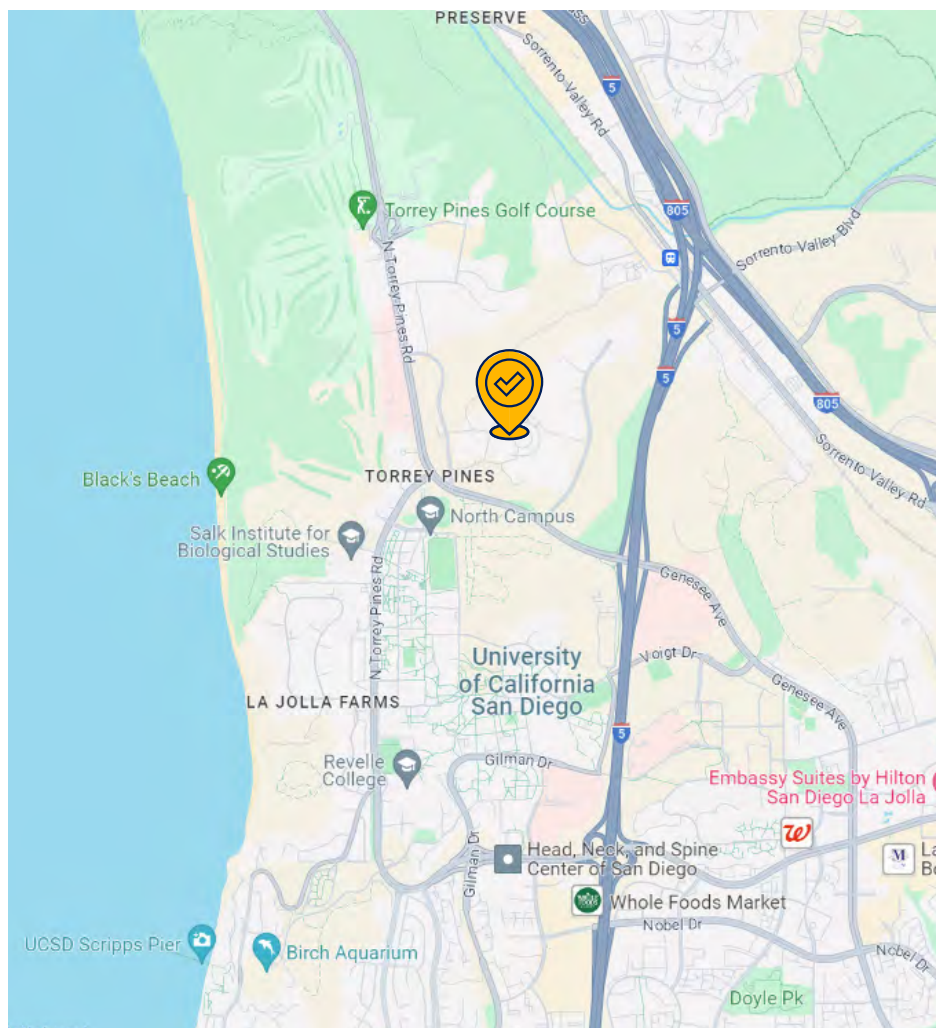 PRESERVE
5
Sorrento Valley Rd
805
Torrey Pines Golf Course
Sorrento Valley Blvd
N Torrey Pines Rd
5
5
805
Sorrento Valley Rd
Black's Beach
TORREY PINES
North Campus
Salk Institute for
Biological Studies
Genesee Ave
N Torrey Pines Rd
University
of California
San Diego
Voigt Dr
Genesee Ave
LA JOLLA FARMS
5
Revelle
College
Gilman Dr
Embassy Suites by Hilton
San Diego La Jolla
Gilman Dr
Head, Neck, and Spine
Center of San Diego
M
La
Bo
Whole Foods Market
Nobel Dr
UCSD Scripps Pier
Birch Aquarium
Nobel Dr
Doyle Pk